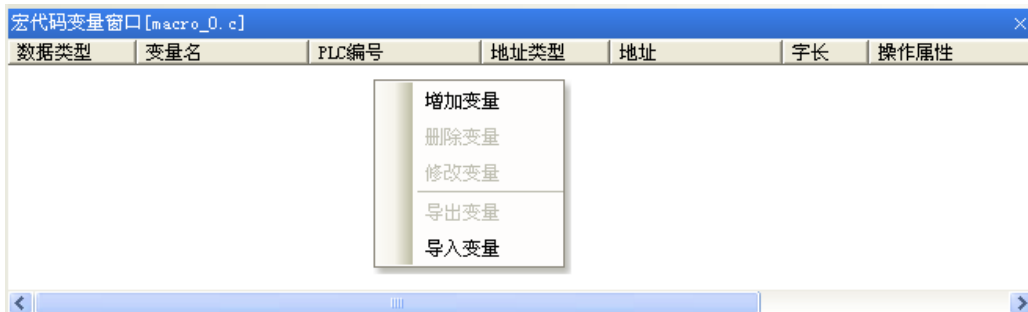 宏代码变量窗口[macro_0.c]
数据类型 变量名 PLC编号 地址类型 地址 字长 操作属性
增加变量
删除变量
修改变量
导出变量
导入变量